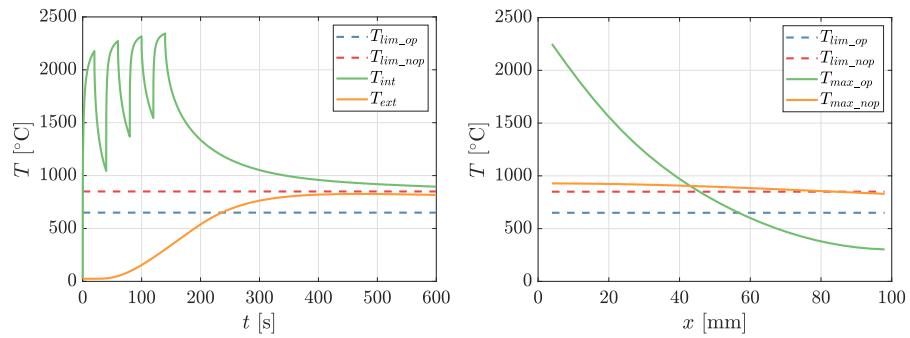 2500
2000
1500
1000
500
0
T [°C]
0 100 200 300 400 500 600
t [s]
T_lim_op
T_lim_nop
T_int
T_ext
2500
2000
1500
1000
500
0
T [°C]
0 20 40 60 80 100
x [mm]
T_lim_op
T_lim_nop
T_max_op
T_max_nop